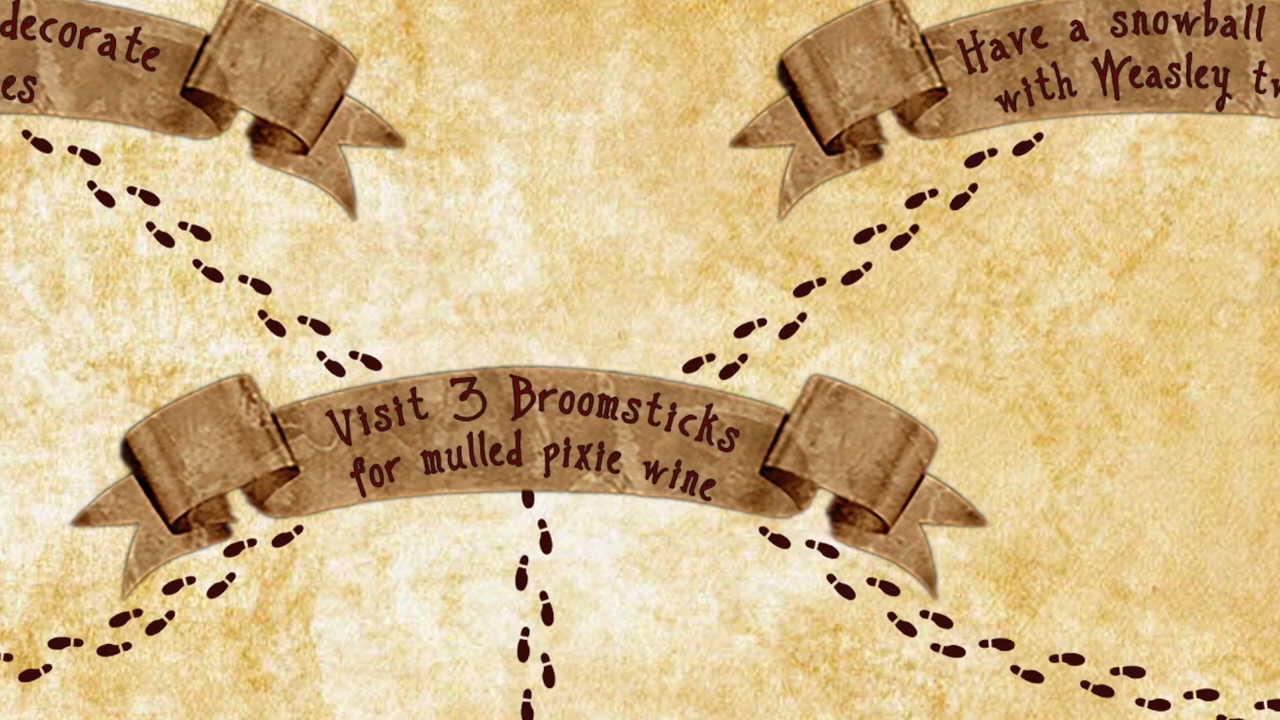 decorate
es
Have a snowball
with Weasley
Visit 3 Broomsticks
for mulled pixie wine